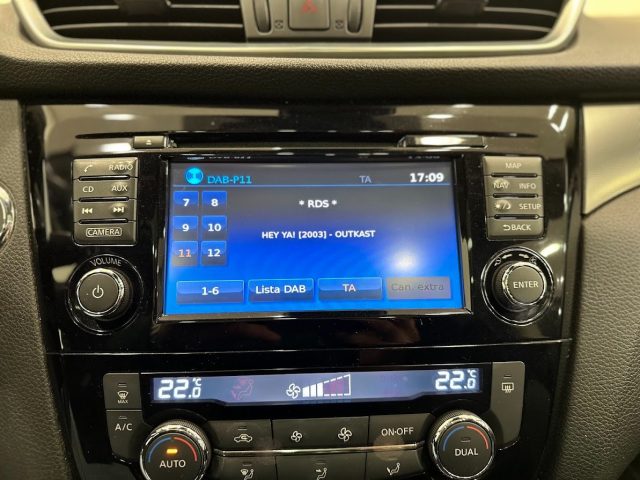 DAB-P11 TA 17:09
7 8
* RDS *
9 10
HEY YA! [2003] - OUTKAST
11 12
1-6 Lista DAB TA Can. extra
RADIO
CD AUX
CAMERA
VOLUME
MAP
NAV INFO
SETUP
BACK
ENTER
22.0°C 22.0°C
MAX
A/C
AUTO
ON·OFF
DUAL